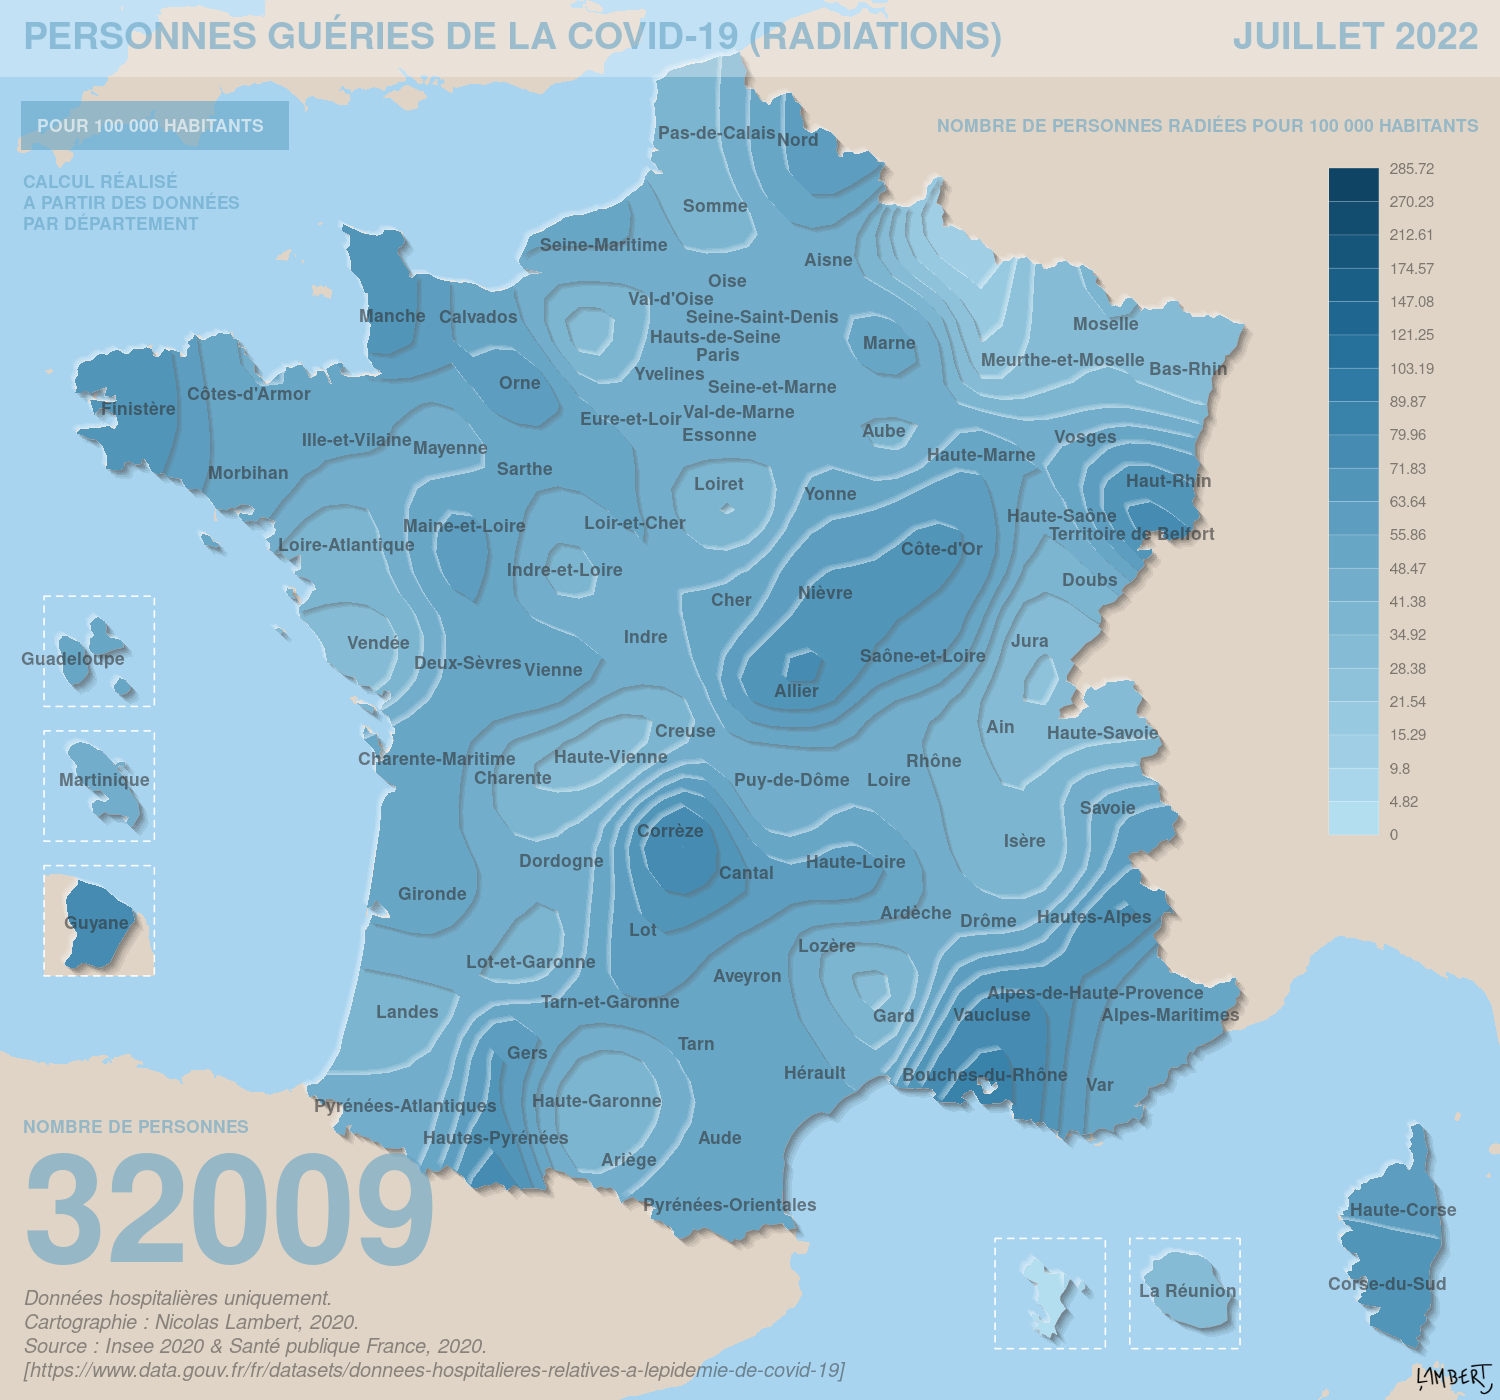 PERSONNES GUÉRIES DE LA COVID-19 (RADIATIONS)
JUILLET 2022
POUR 100 000 HABITANTS
CALCUL RÉALISÉ
A PARTIR DES DONNÉES
PAR DÉPARTEMENT
NOMBRE DE PERSONNES RADIÉES POUR 100 000 HABITANTS
285.72
270.23
212.61
174.57
147.08
121.25
103.19
89.87
79.96
71.83
63.64
55.86
48.47
41.38
34.92
28.38
21.54
15.29
9.8
4.82
0
Pas-de-Calais
Nord
Somme
Seine-Maritime
Aisne
Oise
Val-d'Oise
Seine-Saint-Denis
Manche
Calvados
Moselle
Hauts-de-Seine
Marne
Paris
Meurthe-et-Moselle
Bas-Rhin
Yvelines
Orne
Seine-et-Marne
Côtes-d'Armor
Finistère
Val-de-Marne
Eure-et-Loir
Aube
Essonne
Vosges
Ille-et-Vilaine
Mayenne
Haute-Marne
Sarthe
Morbihan
Haut-Rhin
Loiret
Yonne
Haute-Saône
Loir-et-Cher
Maine-et-Loire
Territoire de Belfort
Loire-Atlantique
Côte-d'Or
Indre-et-Loire
Doubs
Nièvre
Cher
Indre
Jura
Vendée
Saône-et-Loire
Guadeloupe
Deux-Sèvres
Vienne
Allier
Ain
Creuse
Haute-Savoie
Haute-Vienne
Charente-Maritime
Rhône
Charente
Puy-de-Dôme
Loire
Martinique
Savoie
Corrèze
Isère
Dordogne
Haute-Loire
Cantal
Gironde
Ardèche
Hautes-Alpes
Drôme
Guyane
Lot
Lozère
Lot-et-Garonne
Aveyron
Alpes-de-Haute-Provence
Tarn-et-Garonne
Landes
Gard
Vaucluse
Alpes-Maritimes
Tarn
Gers
Hérault
Bouches-du-Rhône
Var
Haute-Garonne
Pyrénées-Atlantiques
Hautes-Pyrénées
Aude
Ariège
Pyrénées-Orientales
Haute-Corse
Corse-du-Sud
La Réunion
NOMBRE DE PERSONNES
32009
Données hospitalières uniquement.
Cartographie : Nicolas Lambert, 2020.
Source : Insee 2020 & Santé publique France, 2020.
[https://www.data.gouv.fr/fr/datasets/donnees-hospitalieres-relatives-a-lepidemie-de-covid-19]
LAMBERT